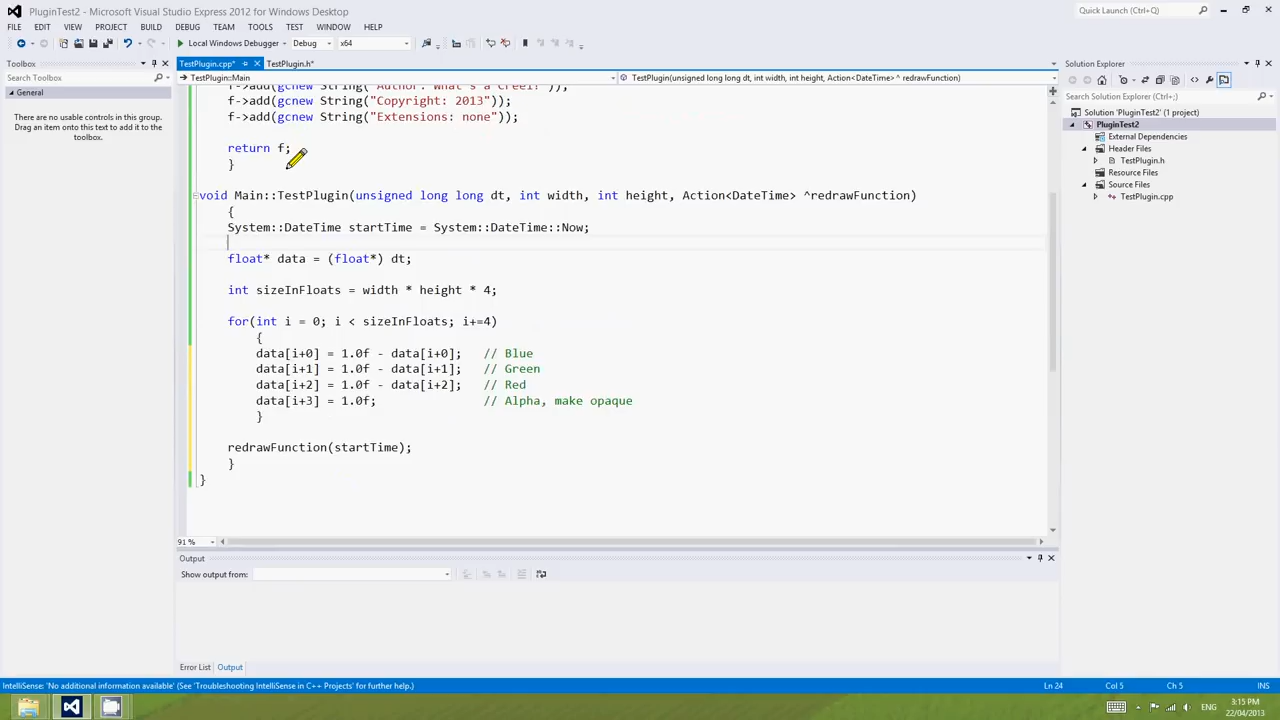 PluginTest2 - Microsoft Visual Studio Express 2012 for Windows Desktop
Quick Launch (Ctrl+Q)
FILE EDIT VIEW PROJECT BUILD DEBUG TEAM TOOLS TEST WINDOW HELP
Local Windows Debugger Debug x64
Toolbox
Search Toolbox
General
There are no usable controls in this group. Drag an item onto this text to add it to the toolbox.
TestPlugin.cpp* TestPlugin.h*
TestPlugin::Main TestPlugin(unsigned long long dt, int width, int height, Action<DateTime>^ redrawFunction)
f->add(gcnew String("Author: What's a Creel?"));
f->add(gcnew String("Copyright: 2013"));
f->add(gcnew String("Extensions: none"));
return f;
}
void Main::TestPlugin(unsigned long long dt, int width, int height, Action<DateTime> ^redrawFunction)
{
System::DateTime startTime = System::DateTime::Now;
float* data = (float*) dt;
int sizeInFloats = width * height * 4;
for(int i = 0; i < sizeInFloats; i+=4)
{
data[i+0] = 1.0f - data[i+0]; // Blue
data[i+1] = 1.0f - data[i+1]; // Green
data[i+2] = 1.0f - data[i+2]; // Red
data[i+3] = 1.0f; // Alpha, make opaque
}
redrawFunction(startTime);
}
}
91 %
Output
Show output from:
Error List Output
Solution Explorer
Search Solution Explorer (Ctrl+;)
Solution 'PluginTest2' (1 project)
PluginTest2
External Dependencies
Header Files
TestPlugin.h
Resource Files
Source Files
TestPlugin.cpp
IntelliSense: 'No additional information available' (See 'Troubleshooting IntelliSense in C++ Projects' for further help.)
Ln 24 Col 5 Ch 5 INS
3:15 PM
22/04/2013